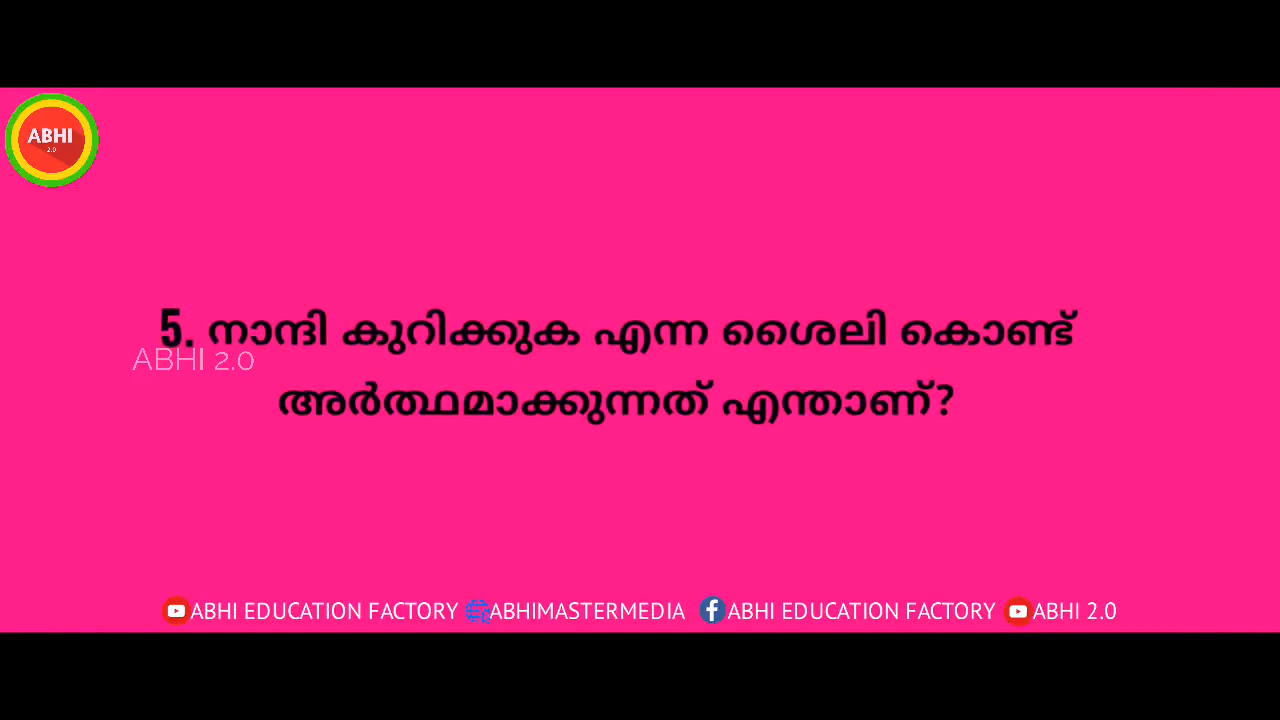 ABHI
2.0
5. നാന്ദി കുറിക്കുക എന്ന ശൈലി കൊണ്ട്
ABHI 2.0
അർത്ഥമാക്കുന്നത് എന്താണ്?
ABHI EDUCATION FACTORY ABHIMASTERMEDIA ABHI EDUCATION FACTORY ABHI 2.0